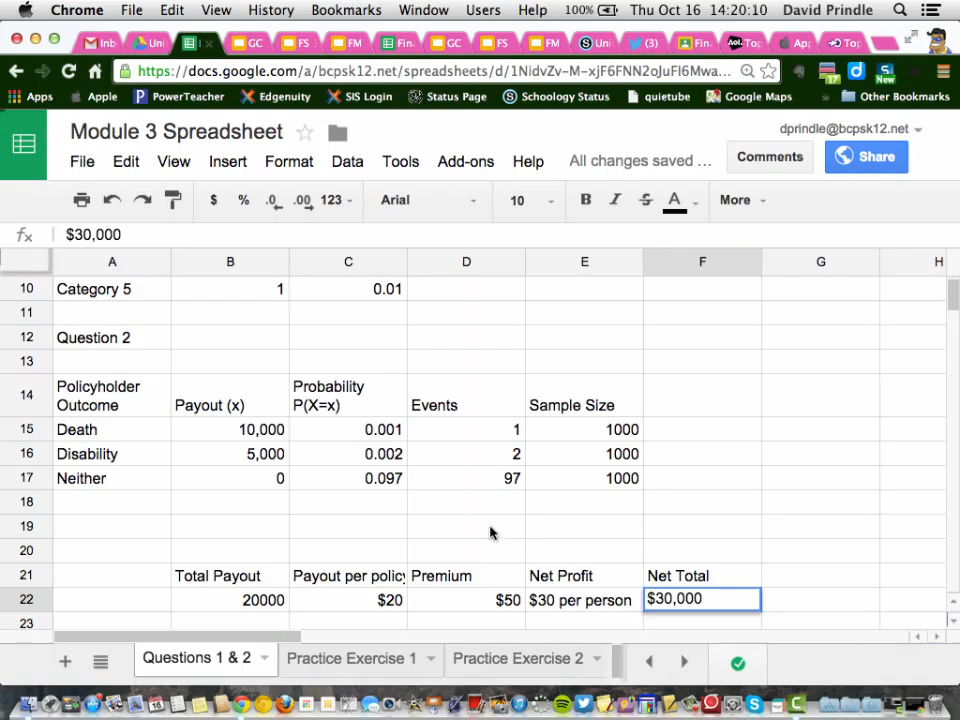 Chrome File Edit View History Bookmarks Window Users Help 100% Thu Oct 16 14:20:10 David Prindle
Inb Uni I GC FS FM Fin GC FS FM Uni (3) Fin Aol. Top App Top
https://docs.google.com/a/bcpsk12.net/spreadsheets/d/1NidvZv-M-xjF6FNN2oJuFl6Mwa... 17 New
Apps Apple PowerTeacher Edgenuity SIS Login Status Page Schoology Status quietube Google Maps » Other Bookmarks
Module 3 Spreadsheet dprindle@bcpsk12.net
File Edit View Insert Format Data Tools Add-ons Help All changes saved ... Comments Share
$ % .0 .00 123 Arial 10 B I S A More
fx $30,000
A B C D E F G H
10 Category 5 1 0.01
11
12 Question 2
13
14 Policyholder Outcome Payout (x) Probability P(X=x) Events Sample Size
15 Death 10,000 0.001 1 1000
16 Disability 5,000 0.002 2 1000
17 Neither 0 0.097 97 1000
18
19
20
21 Total Payout Payout per policy Premium Net Profit Net Total
22 20000 $20 $50 $30 per person $30,000
23
Questions 1 & 2 Practice Exercise 1 Practice Exercise 2